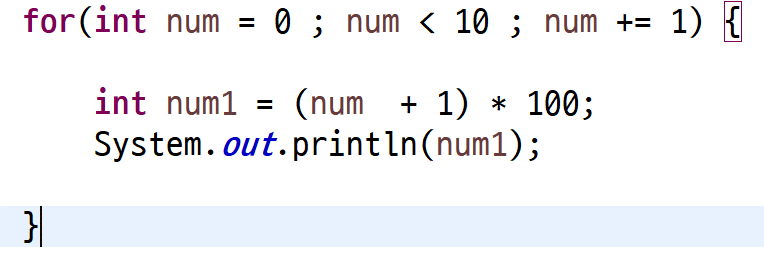 for(int num = 0 ; num < 10 ; num += 1) {
int num1 = (num  + 1) * 100;
System.out.println(num1);
}